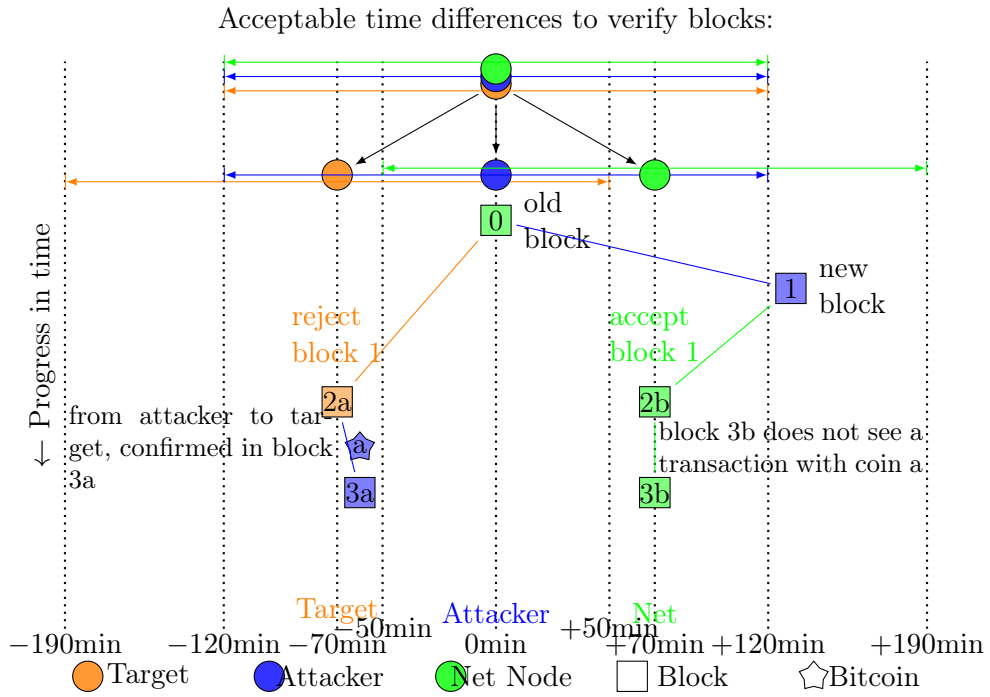 Acceptable time differences to verify blocks:
0
old
block
1
new
block
← Progress in time
reject
block 1
accept
block 1
2a
2b
from attacker to tar-
get, confirmed in block
3a
a
block 3b does not see a
transaction with coin a
3a
3b
Target
Attacker
Net
−190min
−120min
−70min
−50min
0min
+50min
+70min
+120min
+190min
Target
Attacker
Net Node
Block
Bitcoin